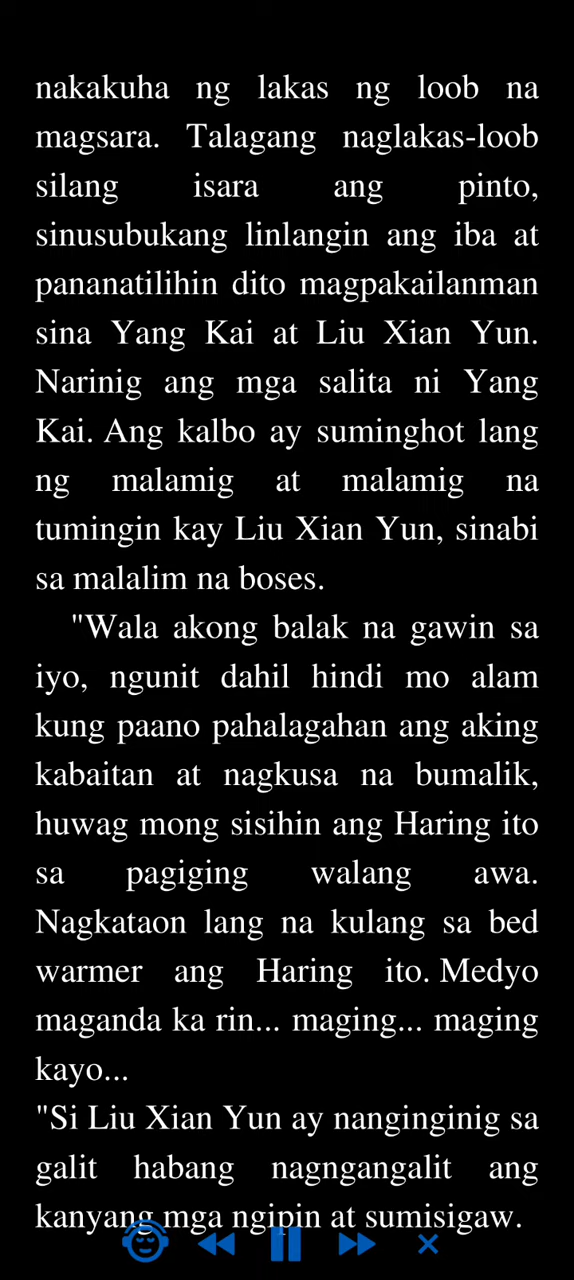 nakakuha ng lakas ng loob na
magsara. Talagang naglakas-loob
silang isara ang pinto,
sinusubukang linlangin ang iba at
pananatilihin dito magpakailanman
sina Yang Kai at Liu Xian Yun.
Narinig ang mga salita ni Yang
Kai. Ang kalbo ay suminghot lang
ng malamig at malamig na
tumingin kay Liu Xian Yun, sinabi
sa malalim na boses.
"Wala akong balak na gawin sa
iyo, ngunit dahil hindi mo alam
kung paano pahalagahan ang aking
kabaitan at nagkusa na bumalik,
huwag mong sisihin ang Haring ito
sa pagiging walang awa.
Nagkataon lang na kulang sa bed
warmer ang Haring ito. Medyo
maganda ka rin... maging... maging
kayo...
"Si Liu Xian Yun ay nanginginig sa
galit habang nagngangalit ang
kanyang mga ngipin at sumisigaw.